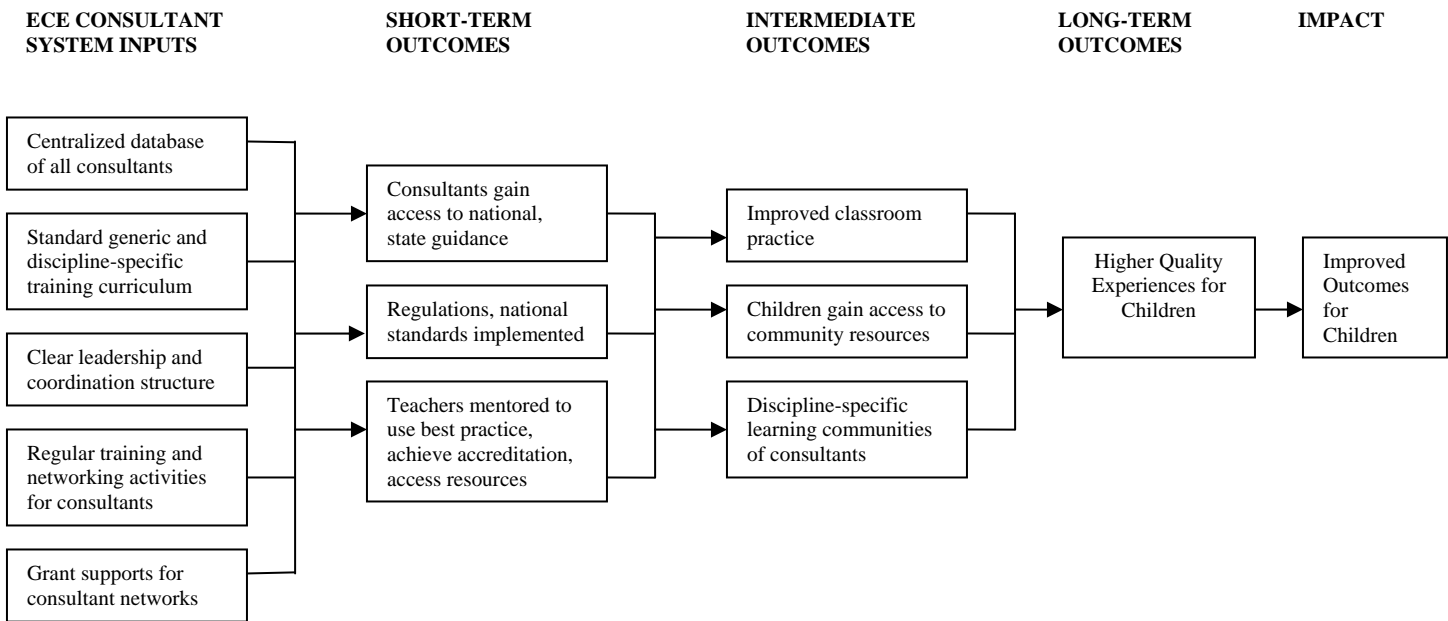 ECE CONSULTANT
SYSTEM INPUTS
SHORT-TERM
OUTCOMES
INTERMEDIATE
OUTCOMES
LONG-TERM
OUTCOMES
IMPACT
Centralized database
of all consultants
Standard generic and
discipline-specific
training curriculum
Clear leadership and
coordination structure
Regular training and
networking activities
for consultants
Grant supports for
consultant networks
Consultants gain
access to national,
state guidance
Regulations, national
standards implemented
Teachers mentored to
use best practice,
achieve accreditation,
access resources
Improved classroom
practice
Children gain access to
community resources
Discipline-specific
learning communities
of consultants
Higher Quality
Experiences for
Children
Improved
Outcomes
for
Children